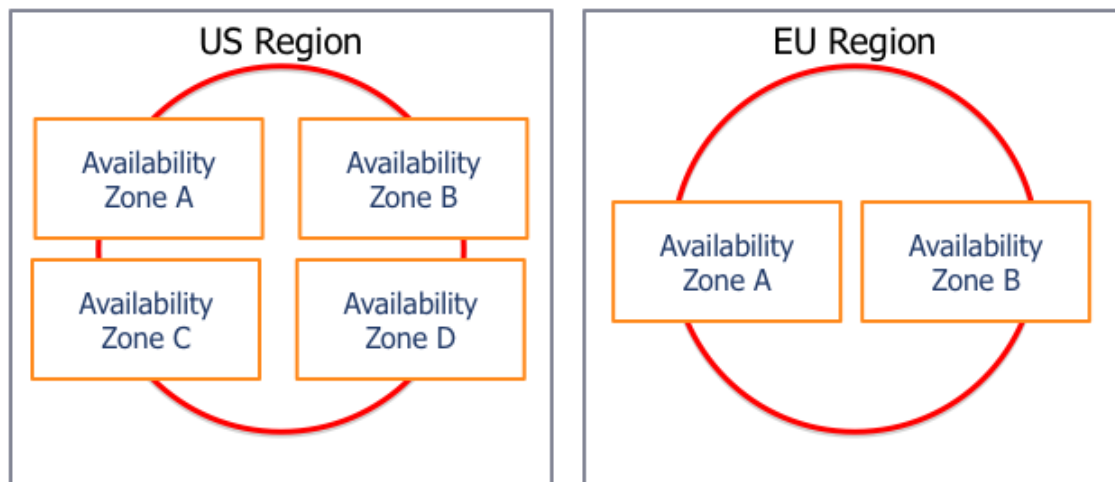 US Region
Availability
Zone A
Availability
Zone B
Availability
Zone C
Availability
Zone D
EU Region
Availability
Zone A
Availability
Zone B